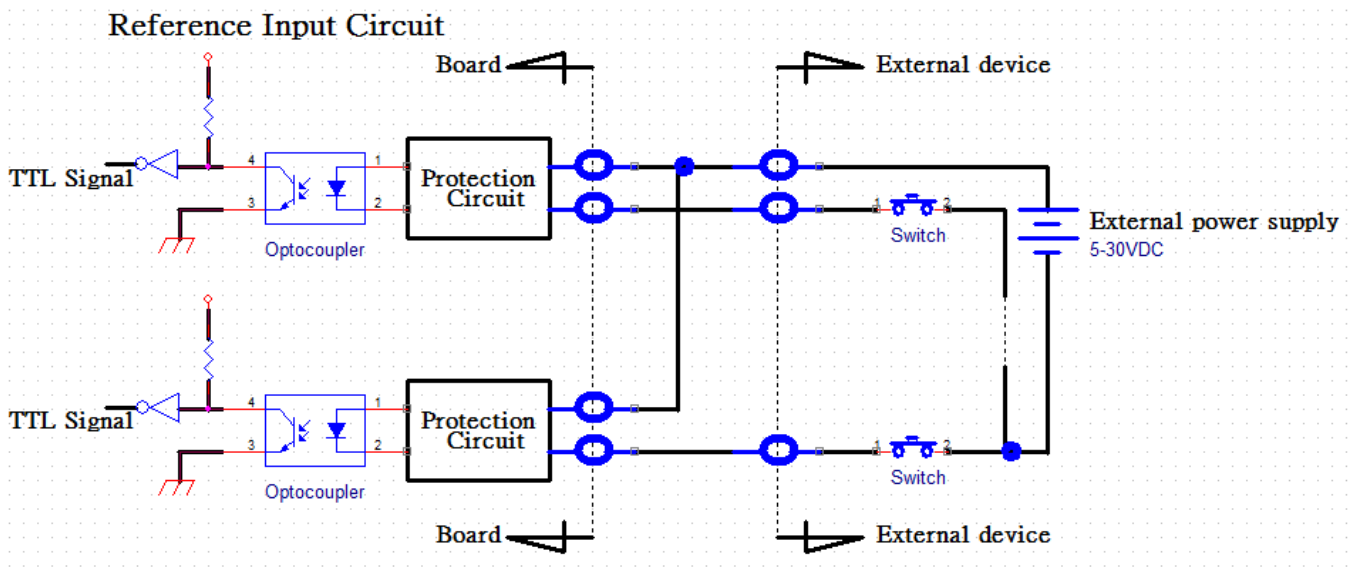 Reference Input Circuit
Board
External device
4
1
TTL Signal
Protection
Circuit
3
2
1
2
Optocoupler
Switch
External power supply
5-30VDC
4
1
TTL Signal
Protection
Circuit
3
2
1
2
Optocoupler
Switch
Board
External device